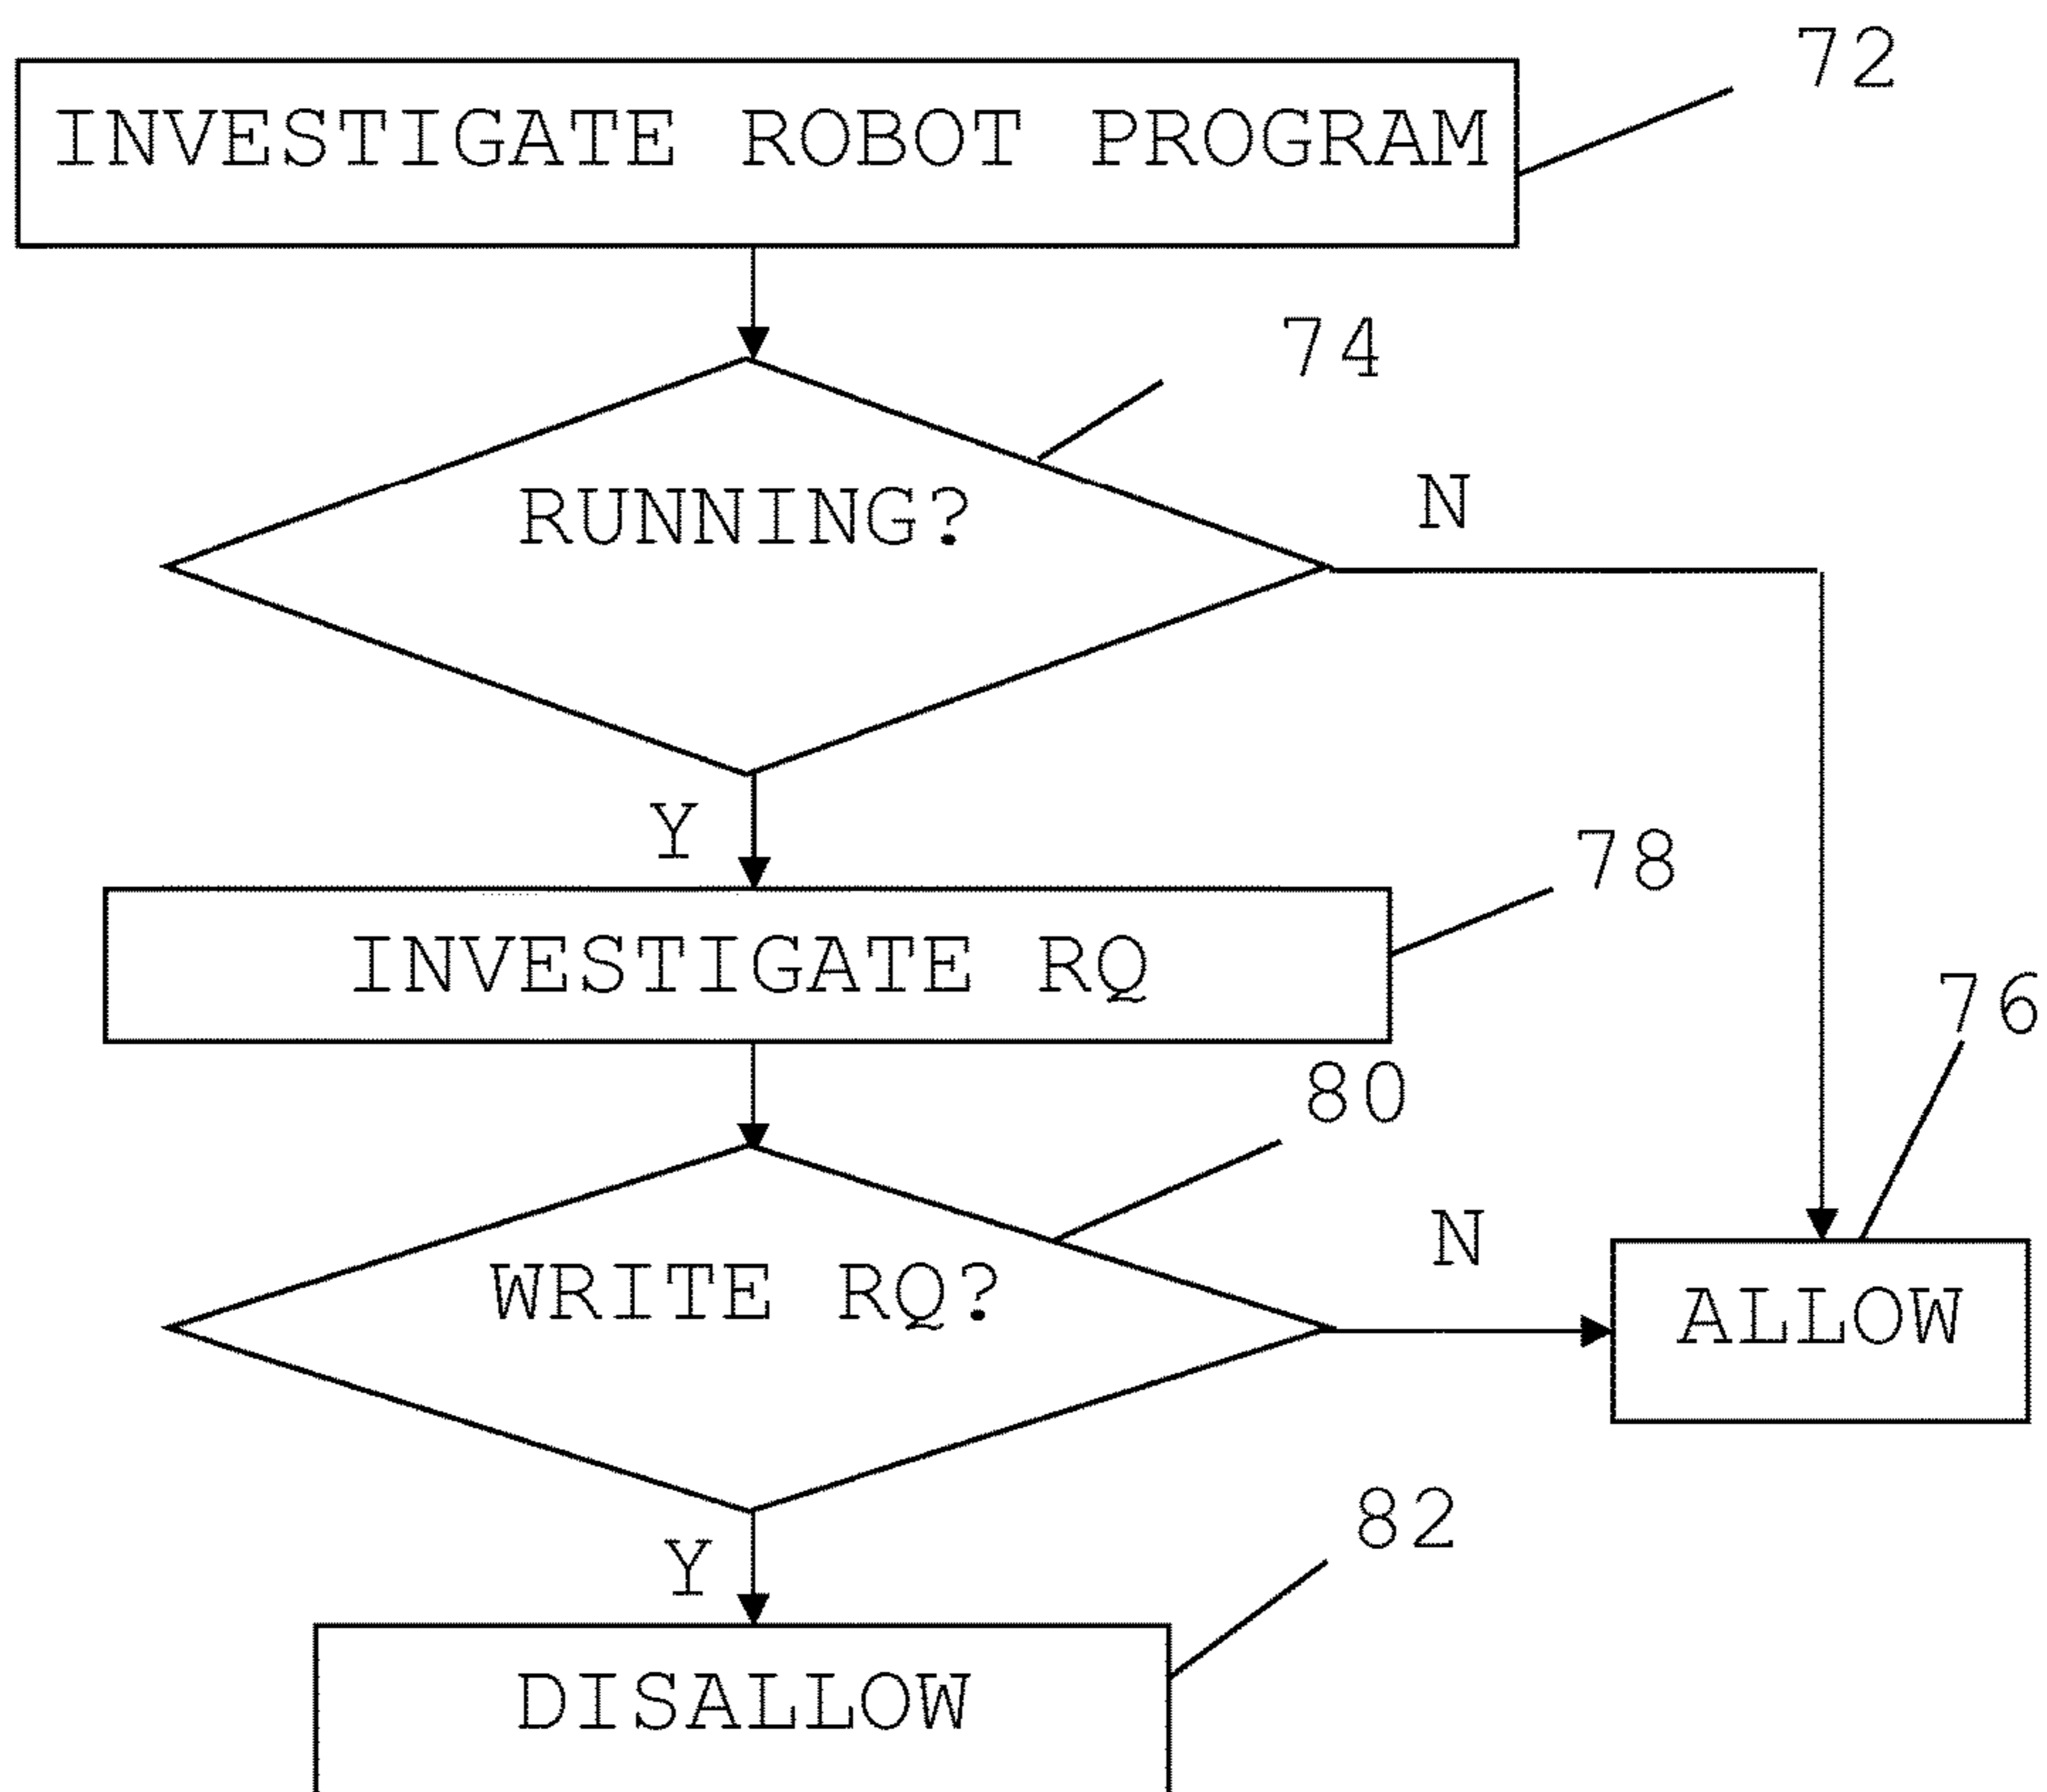 72
INVESTIGATE ROBOT PROGRAM
74
RUNNING?
N
Y
78
INVESTIGATE RQ
76
80
WRITE RQ?
N
ALLOW
82
Y
DISALLOW